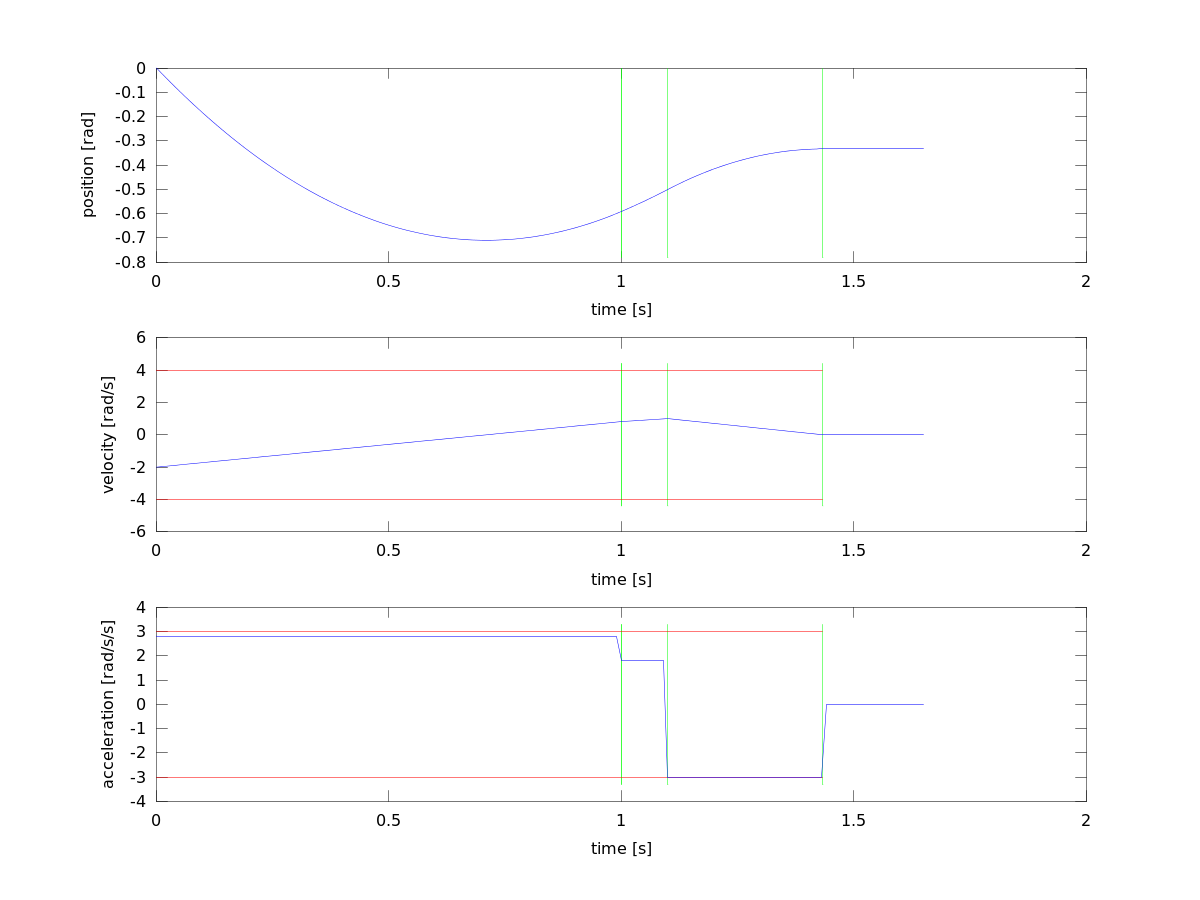 0
-0.1
-0.2
-0.3
-0.4
-0.5
-0.6
-0.7
-0.8
position [rad]
0 0.5 1 1.5 2
time [s]
6
4
2
0
-2
-4
-6
velocity [rad/s]
0 0.5 1 1.5 2
time [s]
4
3
2
1
0
-1
-2
-3
-4
acceleration [rad/s/s]
0 0.5 1 1.5 2
time [s]